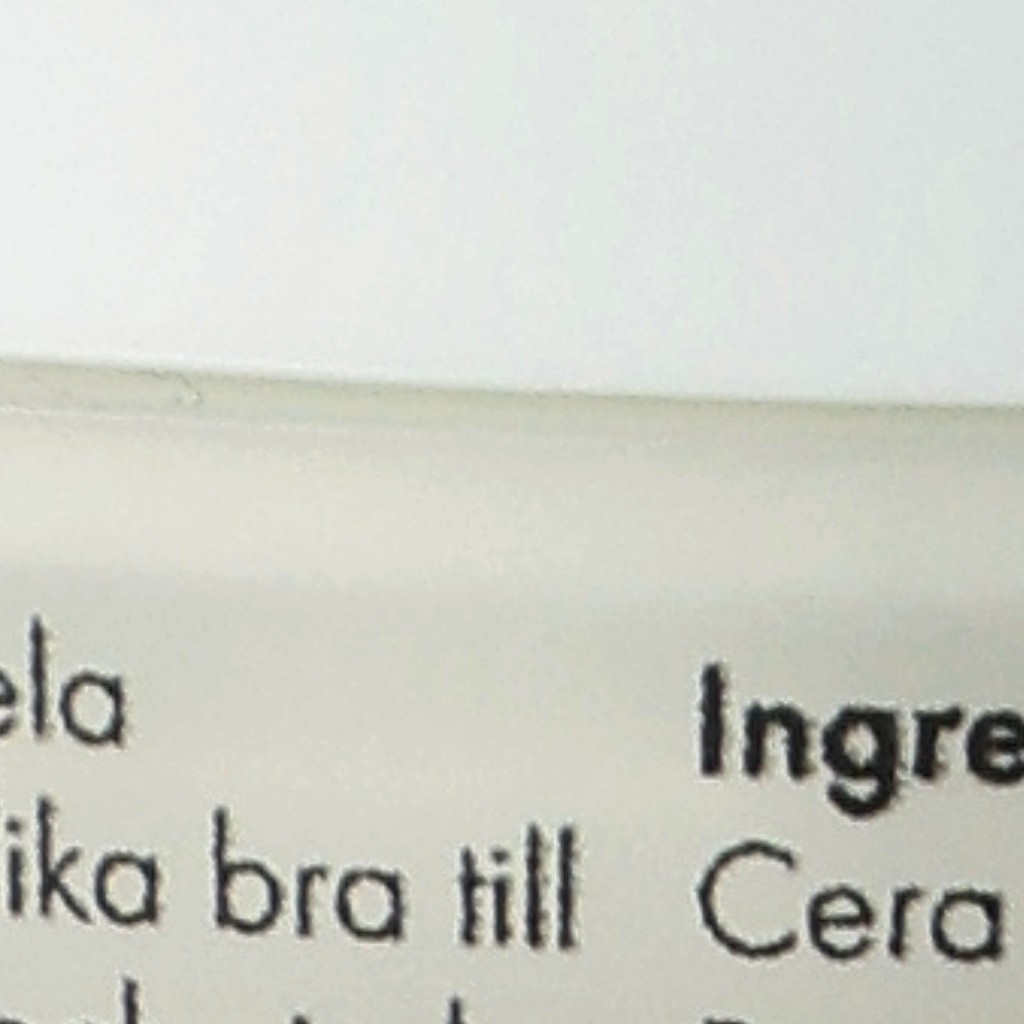 ela
ika bra till
Ingre
Cera